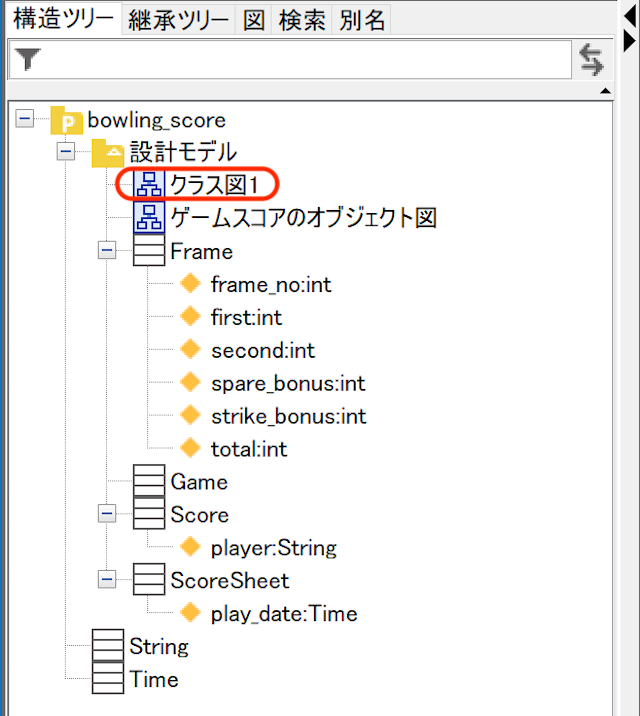 構造ツリー 継承ツリー 図 検索 別名
bowling_score
設計モデル
クラス図1
ゲームスコアのオブジェクト図
Frame
frame_no:int
first:int
second:int
spare_bonus:int
strike_bonus:int
total:int
Game
Score
player:String
ScoreSheet
play_date:Time
String
Time